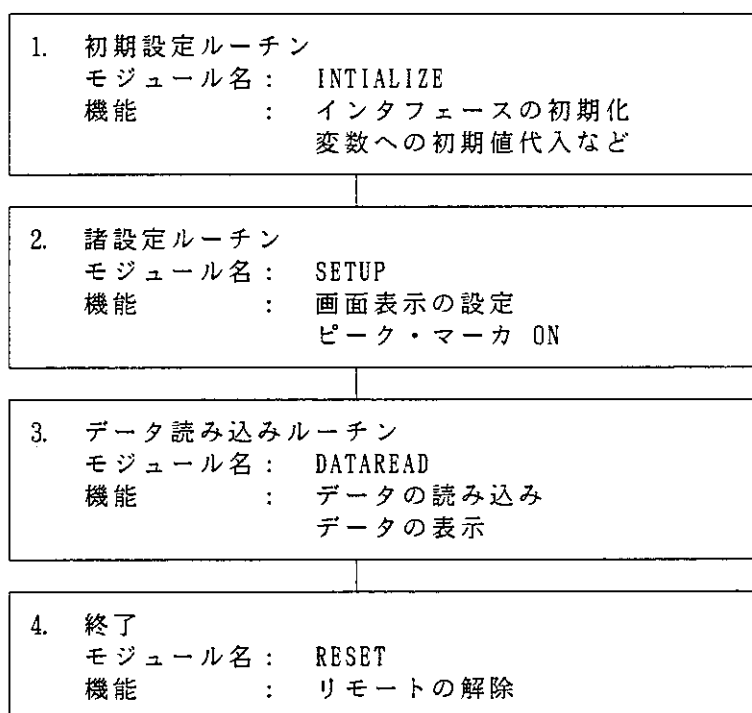 1. 初期設定ルーチン
モジュール名： INTIALIZE
機能 ： インタフェースの初期化
変数への初期値代入など
2. 諸設定ルーチン
モジュール名： SETUP
機能 ： 画面表示の設定
ピーク・マーカ ON
3. データ読み込みルーチン
モジュール名： DATAREAD
機能 ： データの読み込み
データの表示
4. 終了
モジュール名： RESET
機能 ： リモートの解除